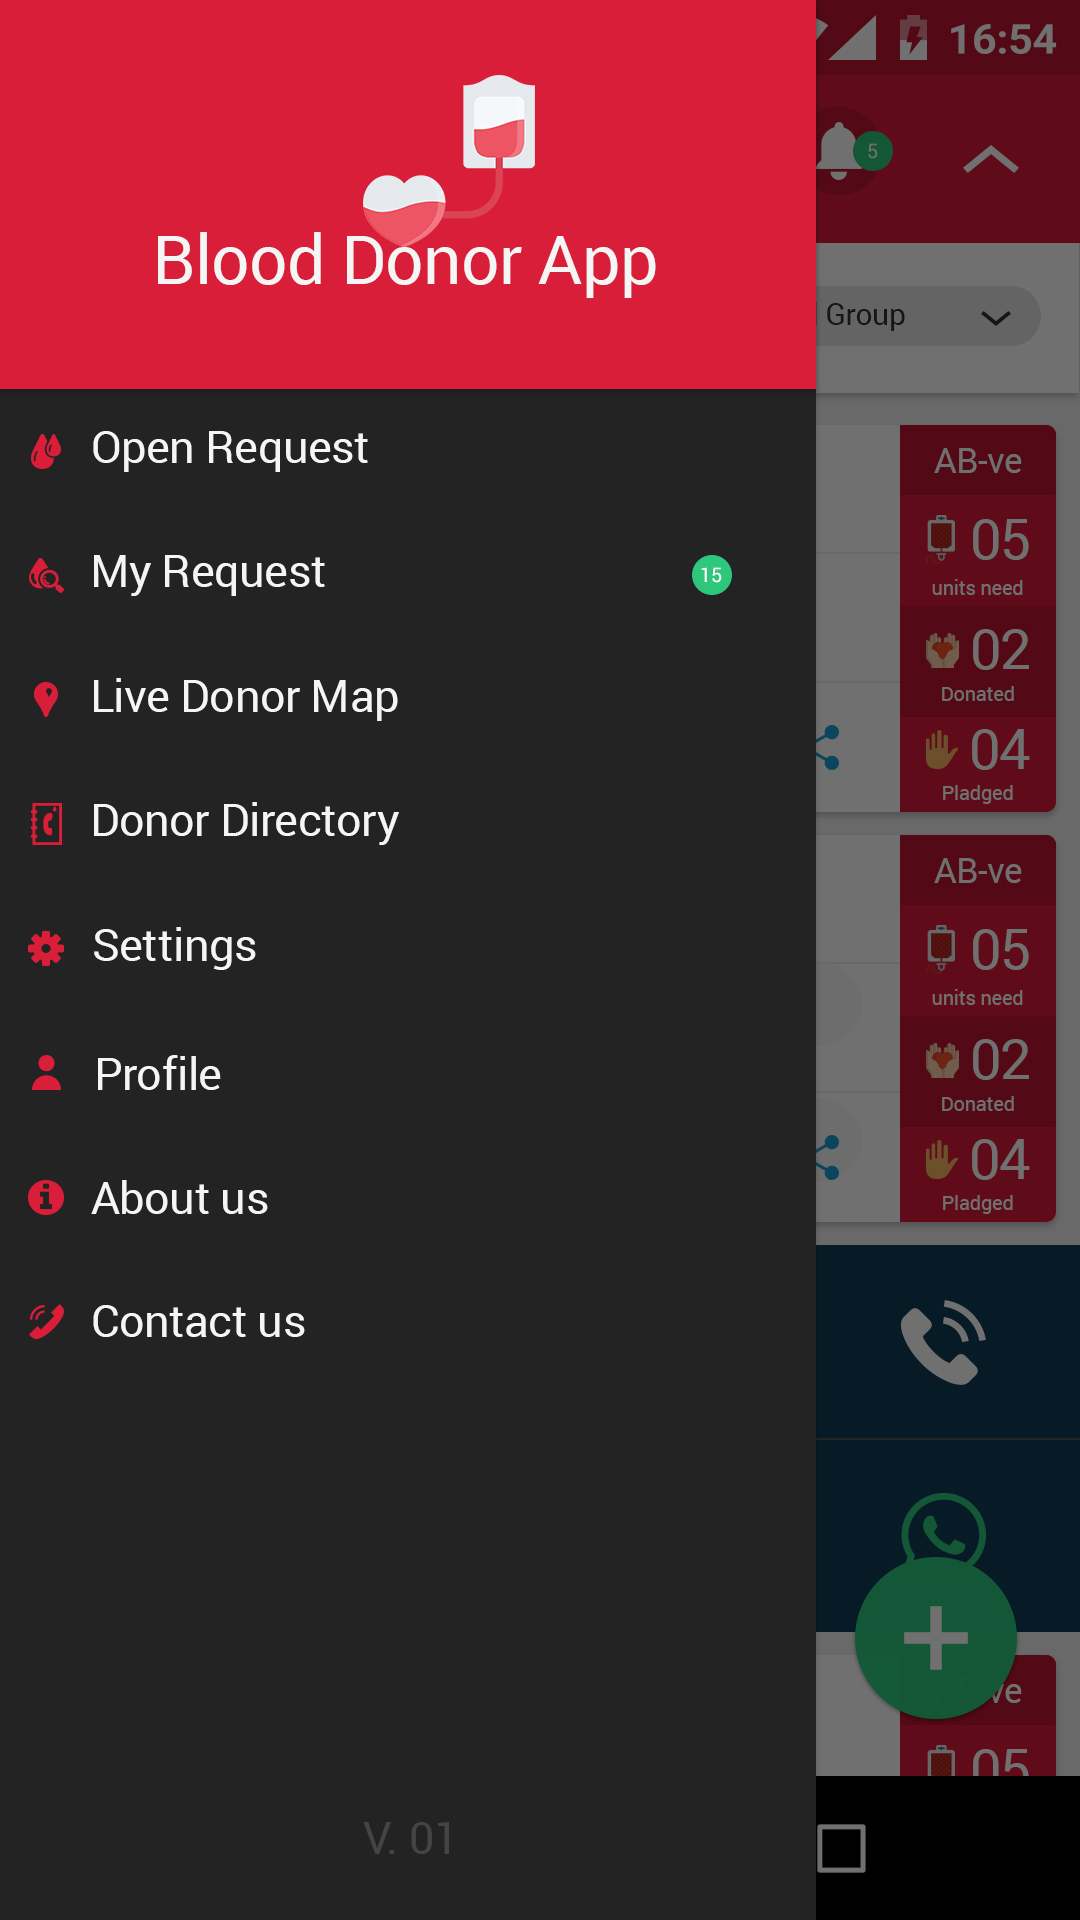 16:54
5
Blood Donor App
Group
Open Request
My Request
15
Live Donor Map
Donor Directory
Settings
Profile
About us
Contact us
V. 01
AB-ve
05
units need
02
Donated
04
Pladged
AB-ve
05
units need
02
Donated
04
Pladged
ve
05